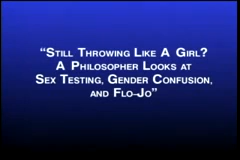 “Still Throwing Like A Girl?
A Philosopher Looks at
Sex Testing, Gender Confusion,
and Flo-Jo”